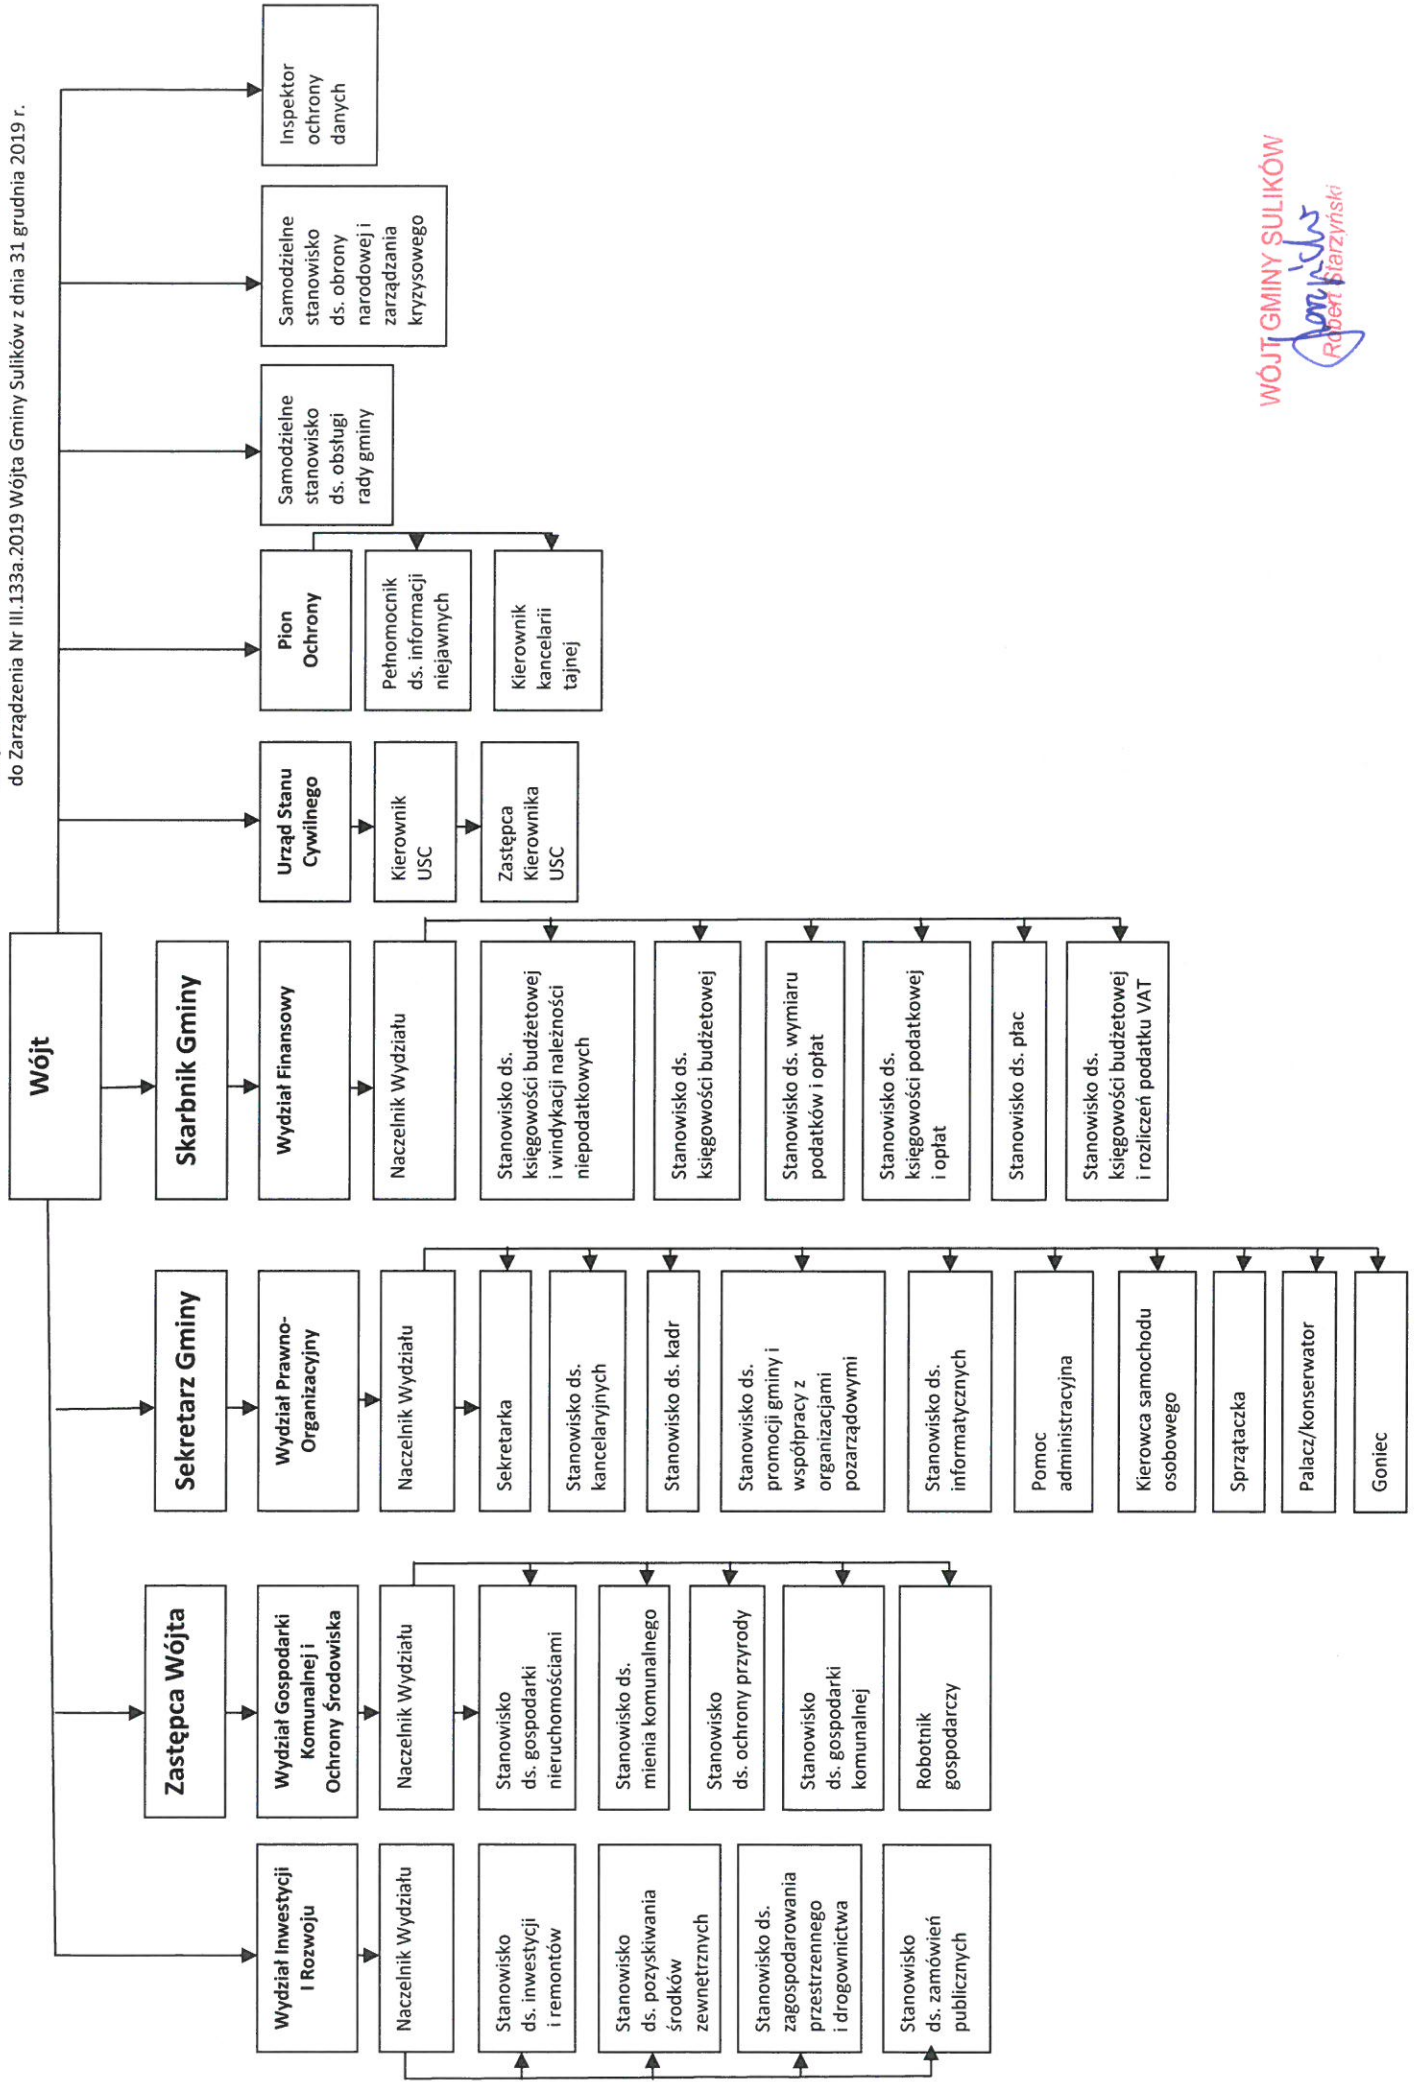 do Zarządzenia Nr III.133a.2019 Wójta Gminy Sulików z dnia 31 grudnia 2019 r.
Wójt
Zastępca Wójta
Sekretarz Gminy
Skarbnik Gminy
Wydział Inwestycji
I Rozwoju
Naczelnik Wydziału
Stanowisko
ds. inwestycji
i remontów
Stanowisko
ds. pozyskiwania
środków
zewnętrznych
Stanowisko ds.
zagospodarowania
przestrzennego
i drogownictwa
Stanowisko
ds. zamówień
publicznych
Wydział Gospodarki
Komunalnej i
Ochrony Środowiska
Naczelnik Wydziału
Stanowisko
ds. gospodarki
nieruchomościami
Stanowisko ds.
mienia komunalnego
Stanowisko
ds. ochrony przyrody
Stanowisko
ds. gospodarki
komunalnej
Robotnik
gospodarczy
Wydział Prawno-
Organizacyjny
Naczelnik Wydziału
Sekretarka
Stanowisko ds.
kancelaryjnych
Stanowisko ds. kadr
Stanowisko ds.
promocji gminy i
współpracy z
organizacjami
pozarządowymi
Stanowisko ds.
informatycznych
Pomoc
administracyjna
Kierowca samochodu
osobowego
Sprzątaczka
Palacz/konserwator
Goniec
Wydział Finansowy
Naczelnik Wydziału
Stanowisko ds.
księgowości budżetowej
i windykacji należności
niepodatkowych
Stanowisko ds.
księgowości budżetowej
Stanowisko ds. wymiaru
podatków i opłat
Stanowisko ds.
księgowości podatkowej
i opłat
Stanowisko ds. płac
Stanowisko ds.
księgowości budżetowej
i rozliczeń podatku VAT
Urząd Stanu
Cywilnego
Kierownik
USC
Zastępca
Kierownika
USC
Pion
Ochrony
Pełnomocnik
ds. informacji
niejawnych
Kierownik
kancelarii
tajnej
Samodzielne
stanowisko
ds. obsługi
rady gminy
Samodzielne
stanowisko
ds. obrony
narodowej i
zarządzania
kryzysowego
Inspektor
ochrony
danych
WÓJT GMINY SULIKÓW
Robert Starzyński